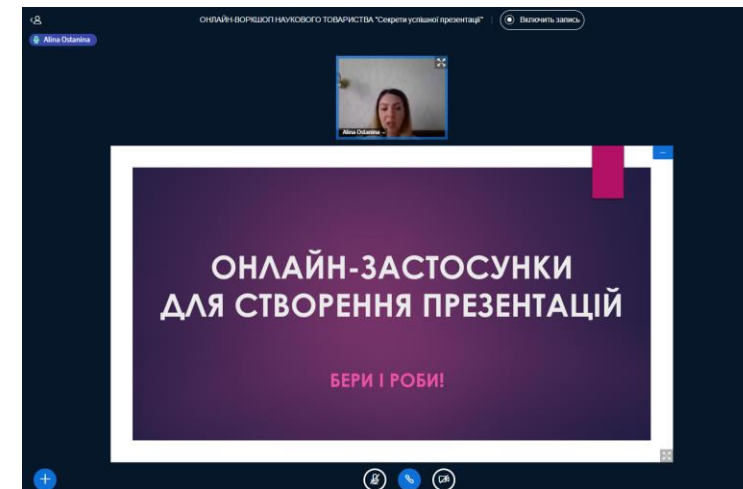 ОНЛАЙН-ВОРКШОП НАУКОВОГО ТОВАРИСТВА "Секрети успішної презентації"
Включить запись
Alina Ostanina
Alina Ostanina
ОНЛАЙН-ЗАСТОСУНКИ
ДЛЯ СТВОРЕННЯ ПРЕЗЕНТАЦІЙ
БЕРИ І РОБИ!